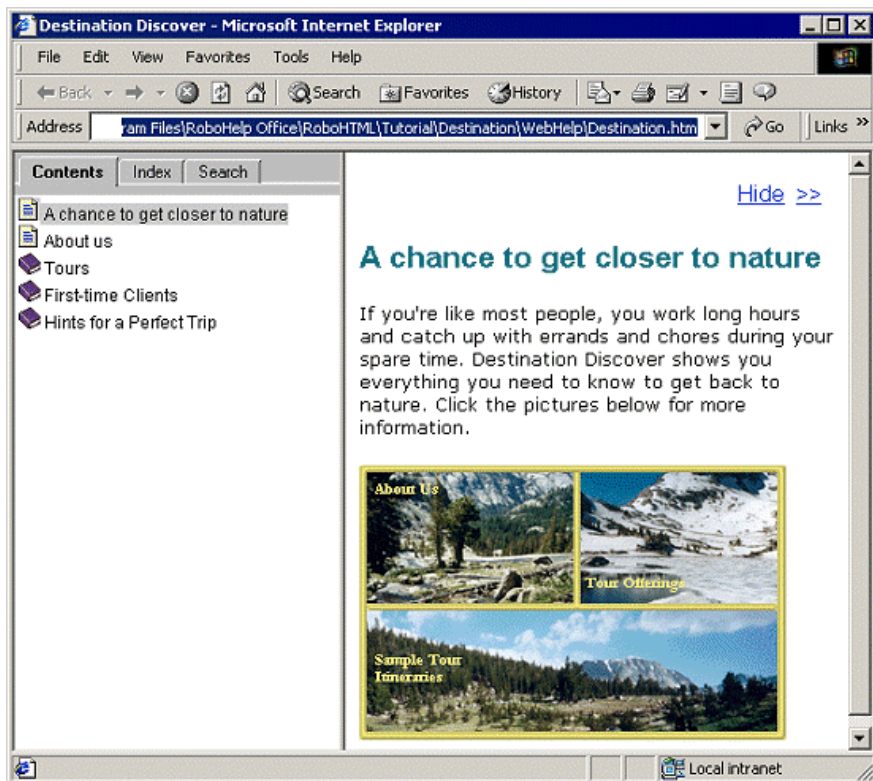 Destination Discover - Microsoft Internet Explorer
File Edit View Favorites Tools Help
Back Search Favorites History
Address ram Files\RoboHelp Office\RoboHTML\Tutorial\Destination\WebHelp\Destination.htm Go Links »
Contents Index Search
A chance to get closer to nature
About us
Tours
First-time Clients
Hints for a Perfect Trip
Hide >>
A chance to get closer to nature
If you're like most people, you work long hours
and catch up with errands and chores during your
spare time. Destination Discover shows you
everything you need to know to get back to
nature. Click the pictures below for more
information.
About Us
Tour Offerings
Sample Tour
Itineraries
Local intranet